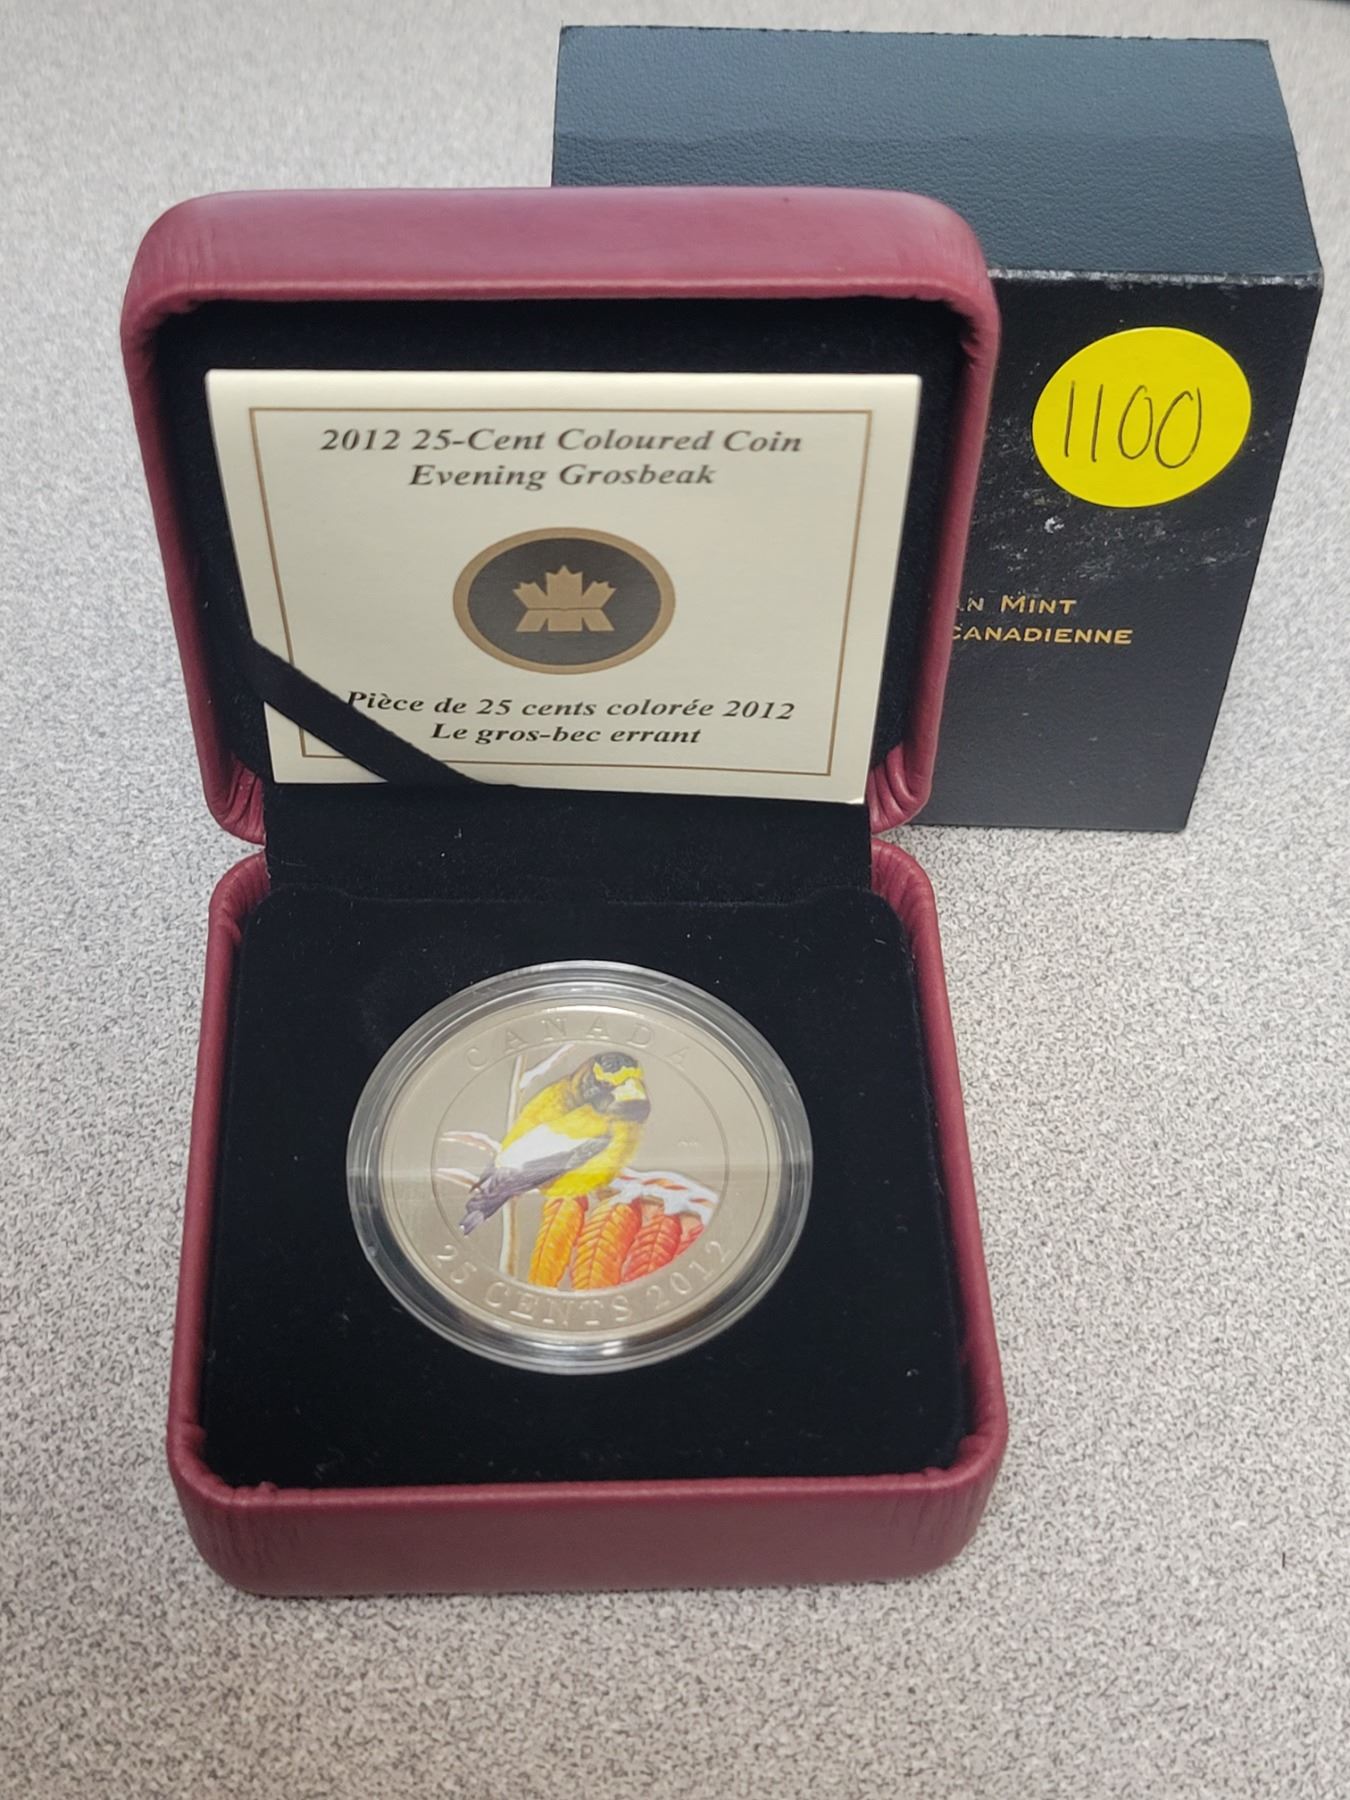 1100
MINT
CANADIENNE
2012 25-Cent Coloured Coin
Evening Grosbeak
Pièce de 25 cents colorée 2012
Le gros-bec errant
CANADA
25 CENTS 2012